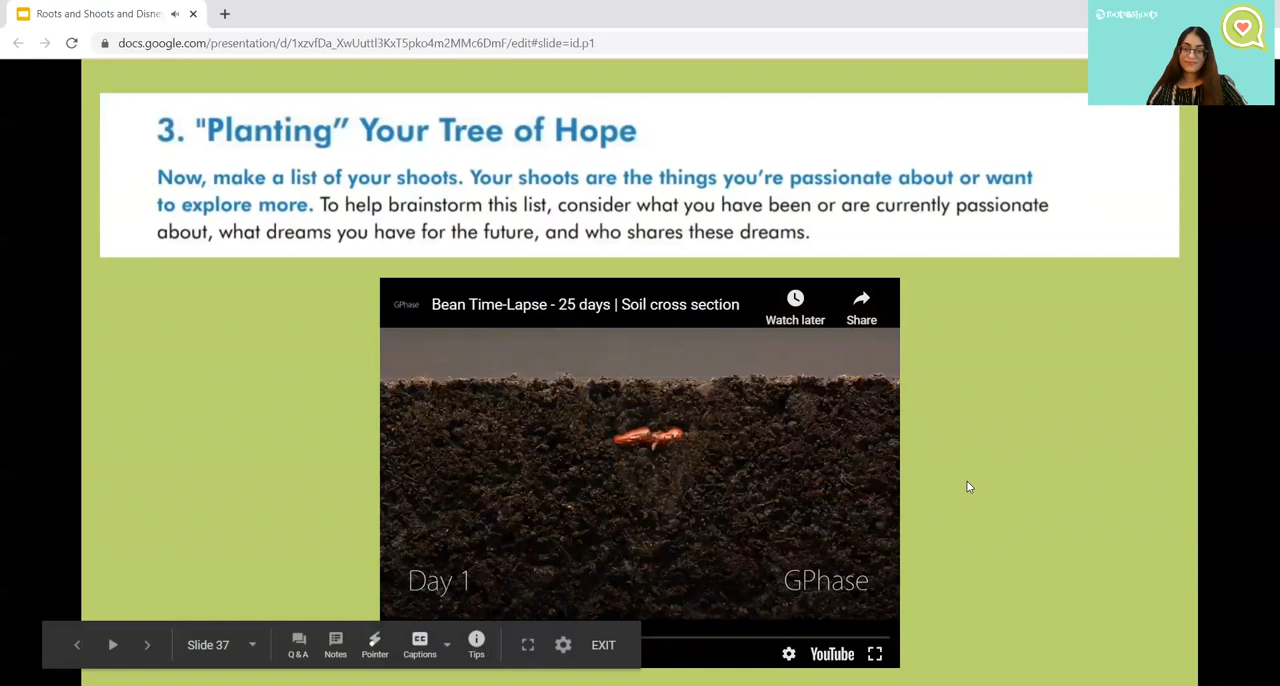 Roots and Shoots and Disne
docs.google.com/presentation/d/1xzvfDa_XwUuttl3KxT5pko4m2MMc6DmF/edit#slide=id.p1
roots&shoots
3. "Planting” Your Tree of Hope
Now, make a list of your shoots. Your shoots are the things you’re passionate about or want
to explore more. To help brainstorm this list, consider what you have been or are currently passionate
about, what dreams you have for the future, and who shares these dreams.
GPhase
Bean Time-Lapse - 25 days | Soil cross section
Watch later
Share
Day 1
GPhase
Slide 37
Q & A
Notes
Pointer
CC
Captions
Tips
EXIT
YouTube